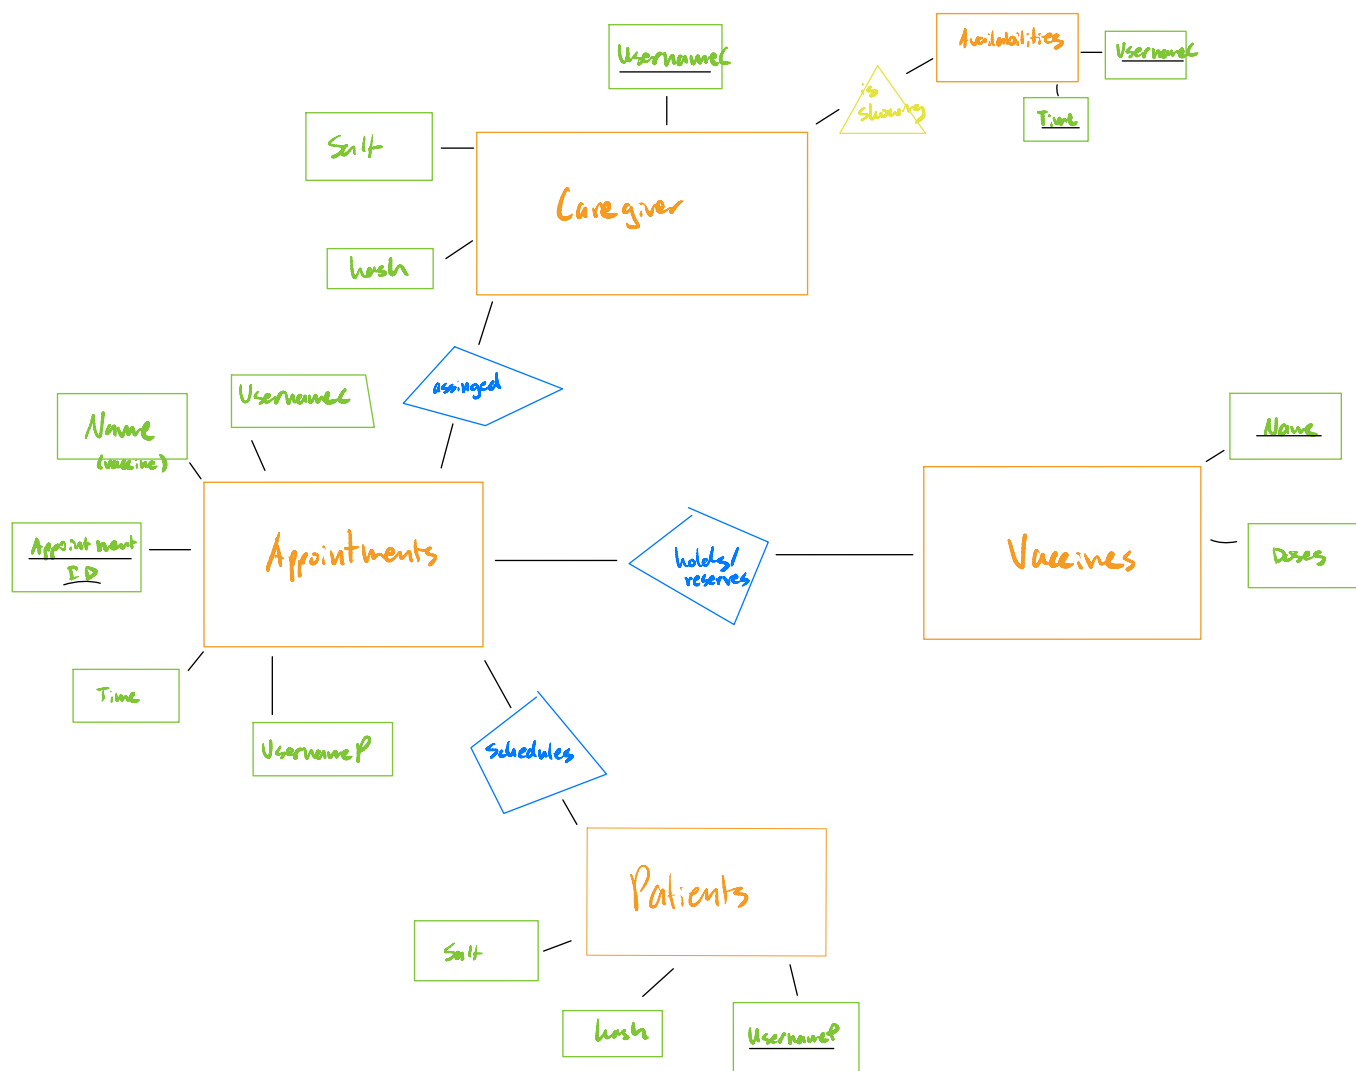 Availabilities
UsernameC
Time
is
showing
UsernameC
Salt
Caregiver
hash
assinged
UsernameC
Name
(vaccine)
Appointment
ID
Appointments
holds/
reserves
Vaccines
Name
Doses
Time
UsernameP
Schedules
Patients
Salt
hash
UsernameP